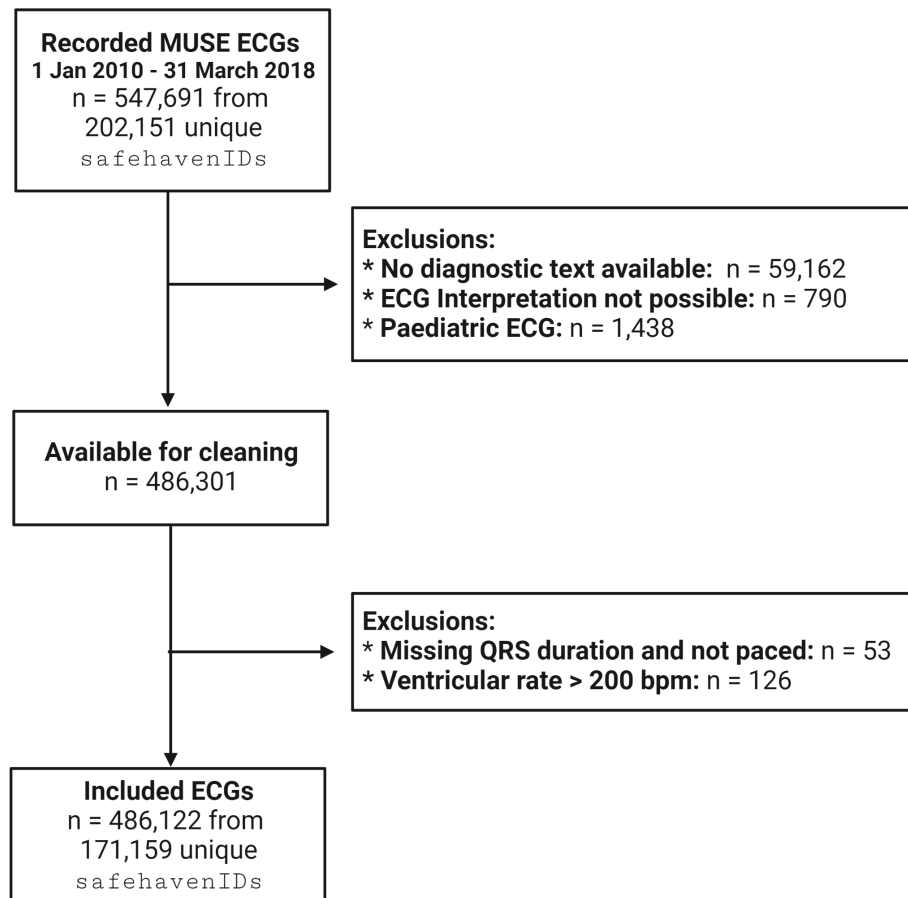 Recorded MUSE ECGs
1 Jan 2010 - 31 March 2018
n = 547,691 from
202,151 unique
safehavenIDs
Exclusions:
* No diagnostic text available: n = 59,162
* ECG Interpretation not possible: n = 790
* Paediatric ECG: n = 1,438
Available for cleaning
n = 486,301
Exclusions:
* Missing QRS duration and not paced: n = 53
* Ventricular rate > 200 bpm: n = 126
Included ECGs
n = 486,122 from
171,159 unique
safehavenIDs